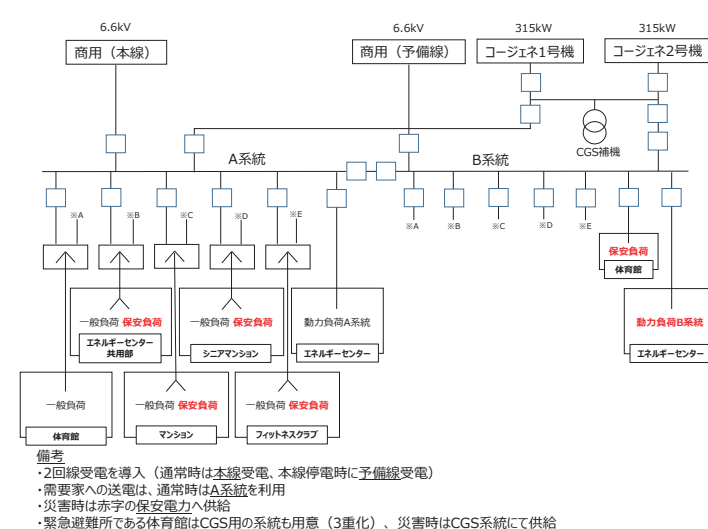 6.6kV
6.6kV
315kW
315kW
商用（本線）
商用（予備線）
コージェネ1号機
コージェネ2号機
CGS補機
A系統
B系統
※A
※B
※C
※D
※E
※A
※B
※C
※D
※E
保安負荷
体育館
一般負荷 保安負荷
エネルギーセンター
共用部
一般負荷 保安負荷
シニアマンション
動力負荷A系統
エネルギーセンター
動力負荷B系統
エネルギーセンター
一般負荷
体育館
一般負荷 保安負荷
マンション
一般負荷 保安負荷
フィットネスクラブ
備考
・2回線受電を導入（通常時は本線受電、本線停電時に予備線受電）
・需要家への送電は、通常時はA系統を利用
・災害時は赤字の保安電力へ供給
・緊急避難所である体育館はCGS用の系統も用意（3重化）、災害時はCGS系統にて供給